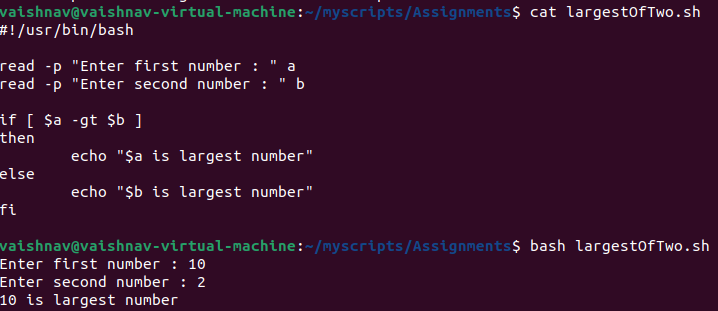 vaishnav@vaishnav-virtual-machine:~/myscripts/Assignments$ cat largestOfTwo.sh
#!/usr/bin/bash
read -p "Enter first number : " a
read -p "Enter second number : " b
if [ $a -gt $b ]
then
        echo "$a is largest number"
else
        echo "$b is largest number"
fi
vaishnav@vaishnav-virtual-machine:~/myscripts/Assignments$ bash largestOfTwo.sh
Enter first number : 10
Enter second number : 2
10 is largest number